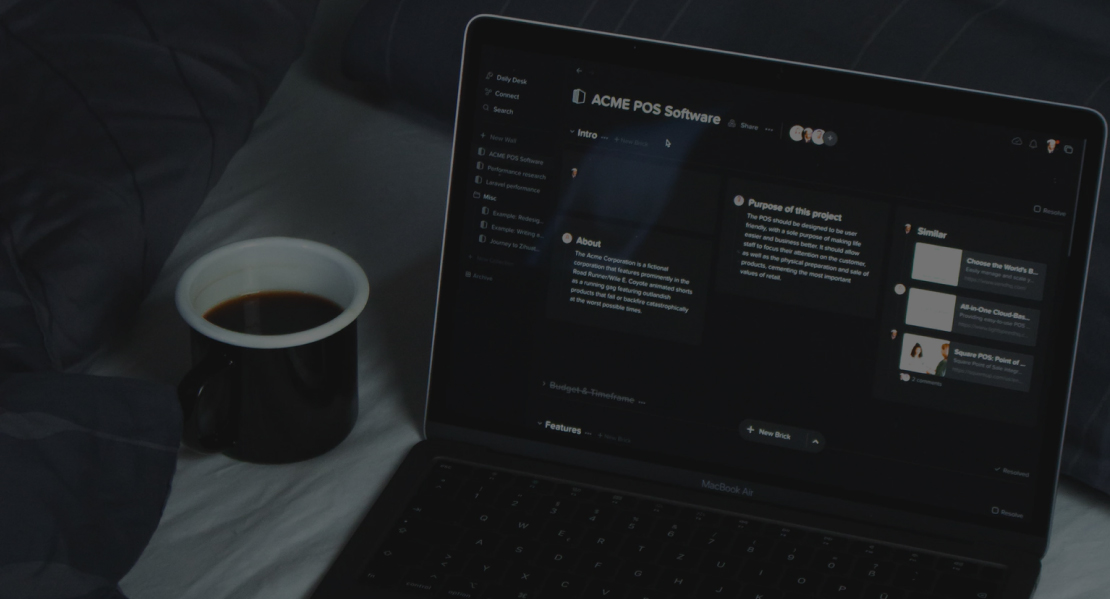 Daily Desk
Connect
Search
New Wall
ACME POS Software
Performance research
Laravel performance
Misc
Example: Redesig...
Example: Writing a...
Archive
ACME POS Software
Share
Intro
New Brick
Resolve
About
The Acme Corporation is a fictional
corporation that features prominently in the
Road Runner/Wile E. Coyote animated shorts
as a running gag featuring outlandish
products that fail or backfire catastrophically
at the worst possible times.
Purpose of this project
The POS should be designed to be user
friendly, with a sole purpose of making life
easier and business better. It should allow
staff to focus their attention on the customer,
as well as the physical preparation and sale of
products, cementing the most important
values of retail.
Similar
Choose the World's B...
All-in-One Cloud-Bas...
Square POS: Point of ...
2 comments
Budget & Timeframe
Resolved
Features
New Brick
New Brick
Resolve
MacBook Air
Q W E R T Z U
A S D F G H J K
Y X C V B N